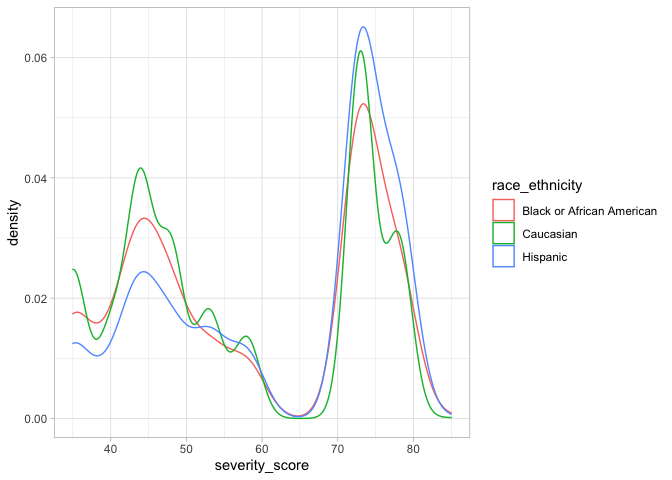 0.06
0.04
0.02
0.00
density
40 50 60 70 80
severity_score
race_ethnicity
Black or African American
Caucasian
Hispanic